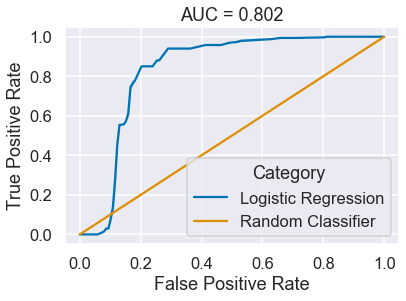 AUC = 0.802
True Positive Rate
1.0
0.8
0.6
0.4
0.2
0.0
Category
Logistic Regression
Random Classifier
0.0 0.2 0.4 0.6 0.8 1.0
False Positive Rate